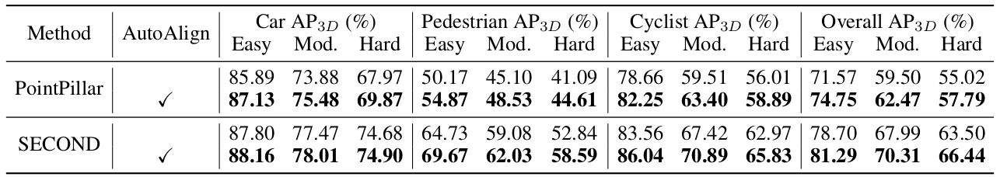 Method AutoAlign Car AP3D (%) Pedestrian AP3D (%) Cyclist AP3D (%) Overall AP3D (%)
Easy Mod. Hard Easy Mod. Hard Easy Mod. Hard Easy Mod. Hard
PointPillar 85.89 73.88 67.97 50.17 45.10 41.09 78.66 59.51 56.01 71.57 59.50 55.02
✓ 87.13 75.48 69.87 54.87 48.53 44.61 82.25 63.40 58.89 74.75 62.47 57.79
SECOND 87.80 77.47 74.68 64.73 59.08 52.84 83.56 67.42 62.97 78.70 67.99 63.50
✓ 88.16 78.01 74.90 69.67 62.03 58.59 86.04 70.89 65.83 81.29 70.31 66.44